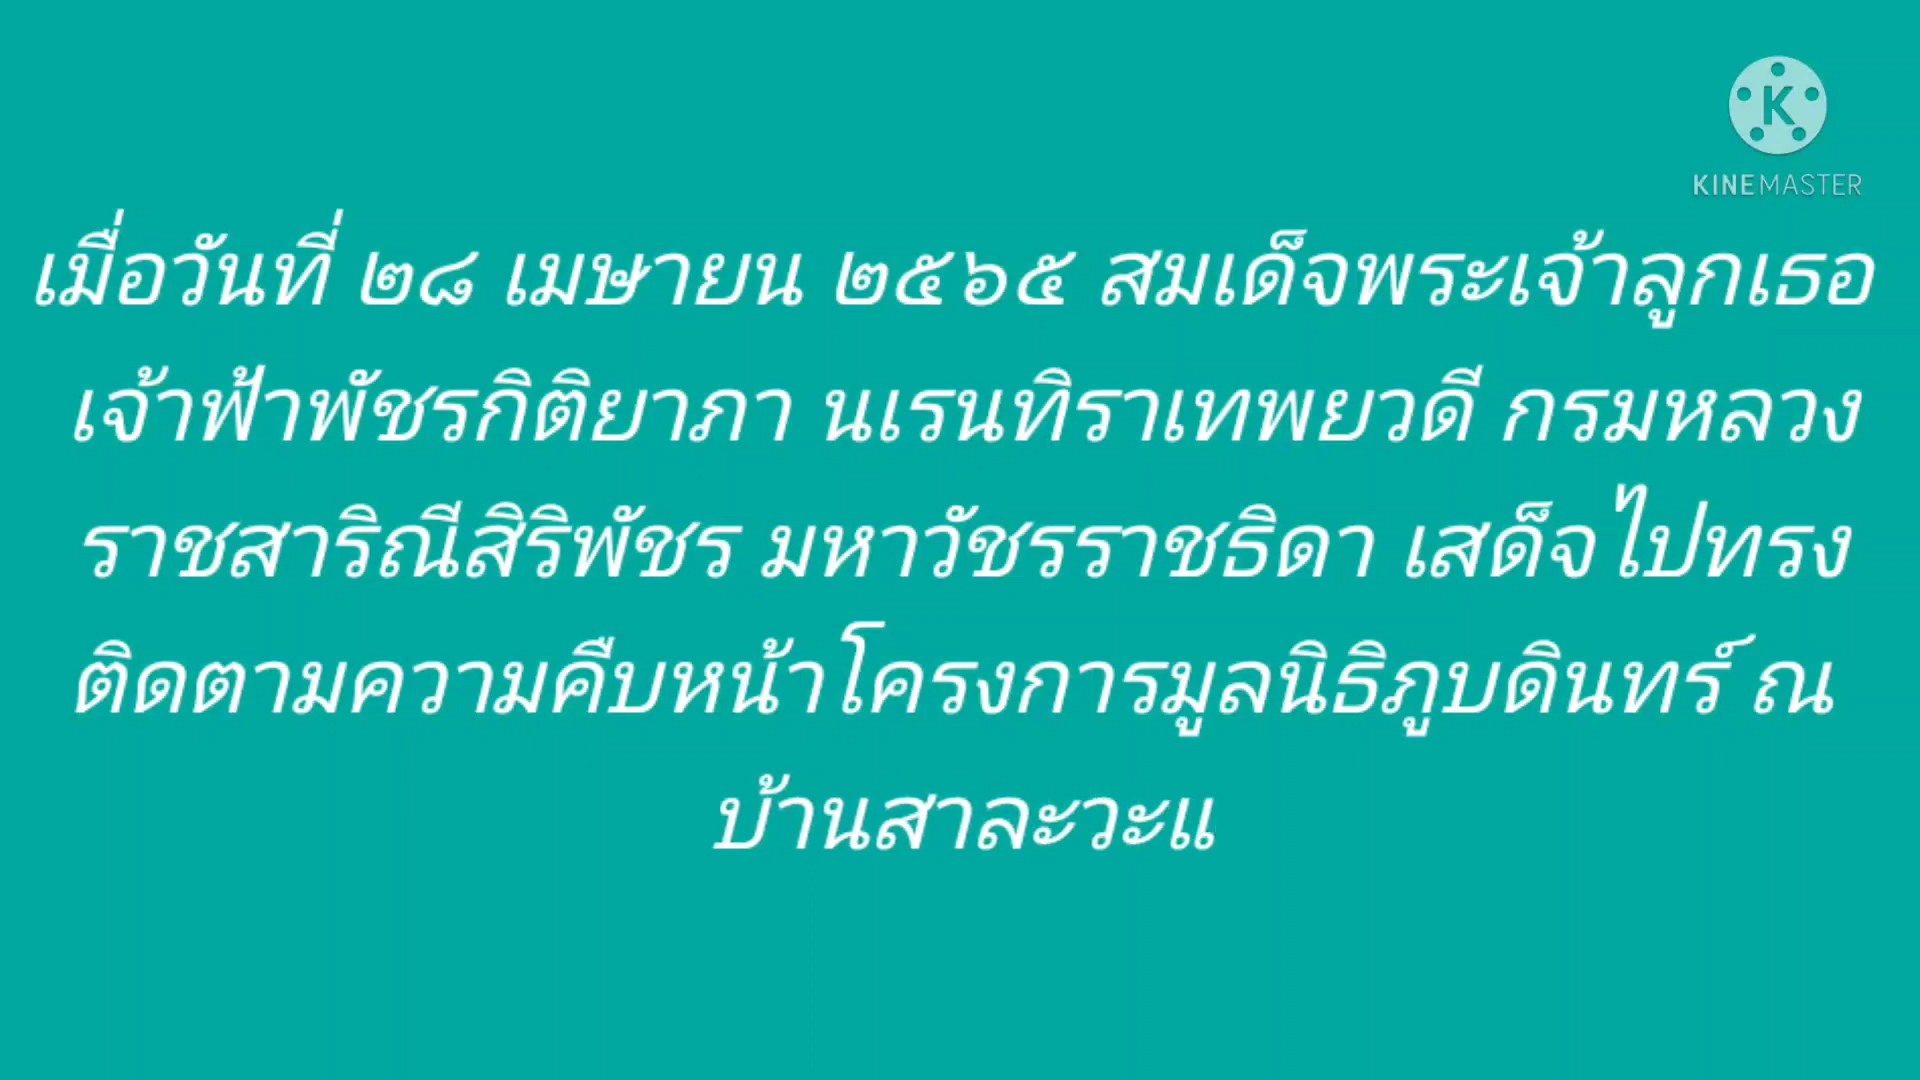 KINEMASTER
เมื่อวันที่ ๒๘ เมษายน ๒๕๖๕ สมเด็จพระเจ้าลูกเธอ
เจ้าฟ้าพัชรกิติยาภา นเรนทิราเทพยวดี กรมหลวง
ราชสาริณีสิริพัชร มหาวัชรราชธิดา เสด็จไปทรง
ติดตามความคืบหน้าโครงการมูลนิธิภูบดินทร์ ณ
บ้านสาละวะแ